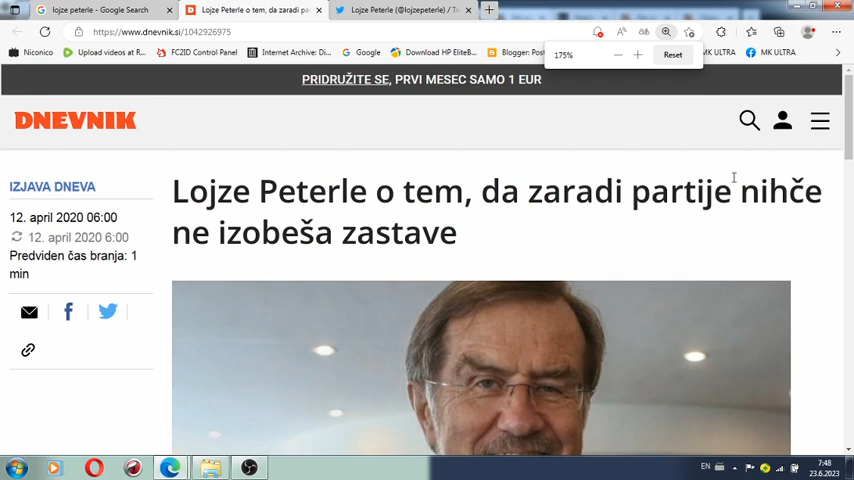 lojze peterle - Google Search
Lojze Peterle o tem, da zaradi pa
Lojze Peterle (@lojzepeterle) / Tw
https://www.dnevnik.si/1042926975
Niconico
Upload videos at R...
FC2ID Control Panel
Internet Archive: Di...
Google
Download HP EliteB...
Blogger: Post
MK ULTRA
MK ULTRA
175%
Reset
PRIDRUŽITE SE, PRVI MESEC SAMO 1 EUR
DNEVNIK
IZJAVA DNEVA
12. april 2020 06:00
12. april 2020 6:00
Predviden čas branja: 1
min
Lojze Peterle o tem, da zaradi partije nihče
ne izobeša zastave
EN
7:48
23.6.2023